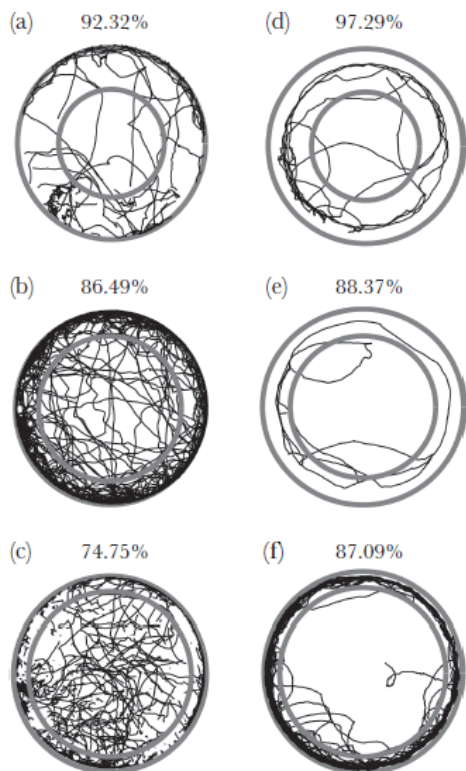 (a) 92.32%
(d) 97.29%
(b) 86.49%
(e) 88.37%
(c) 74.75%
(f) 87.09%